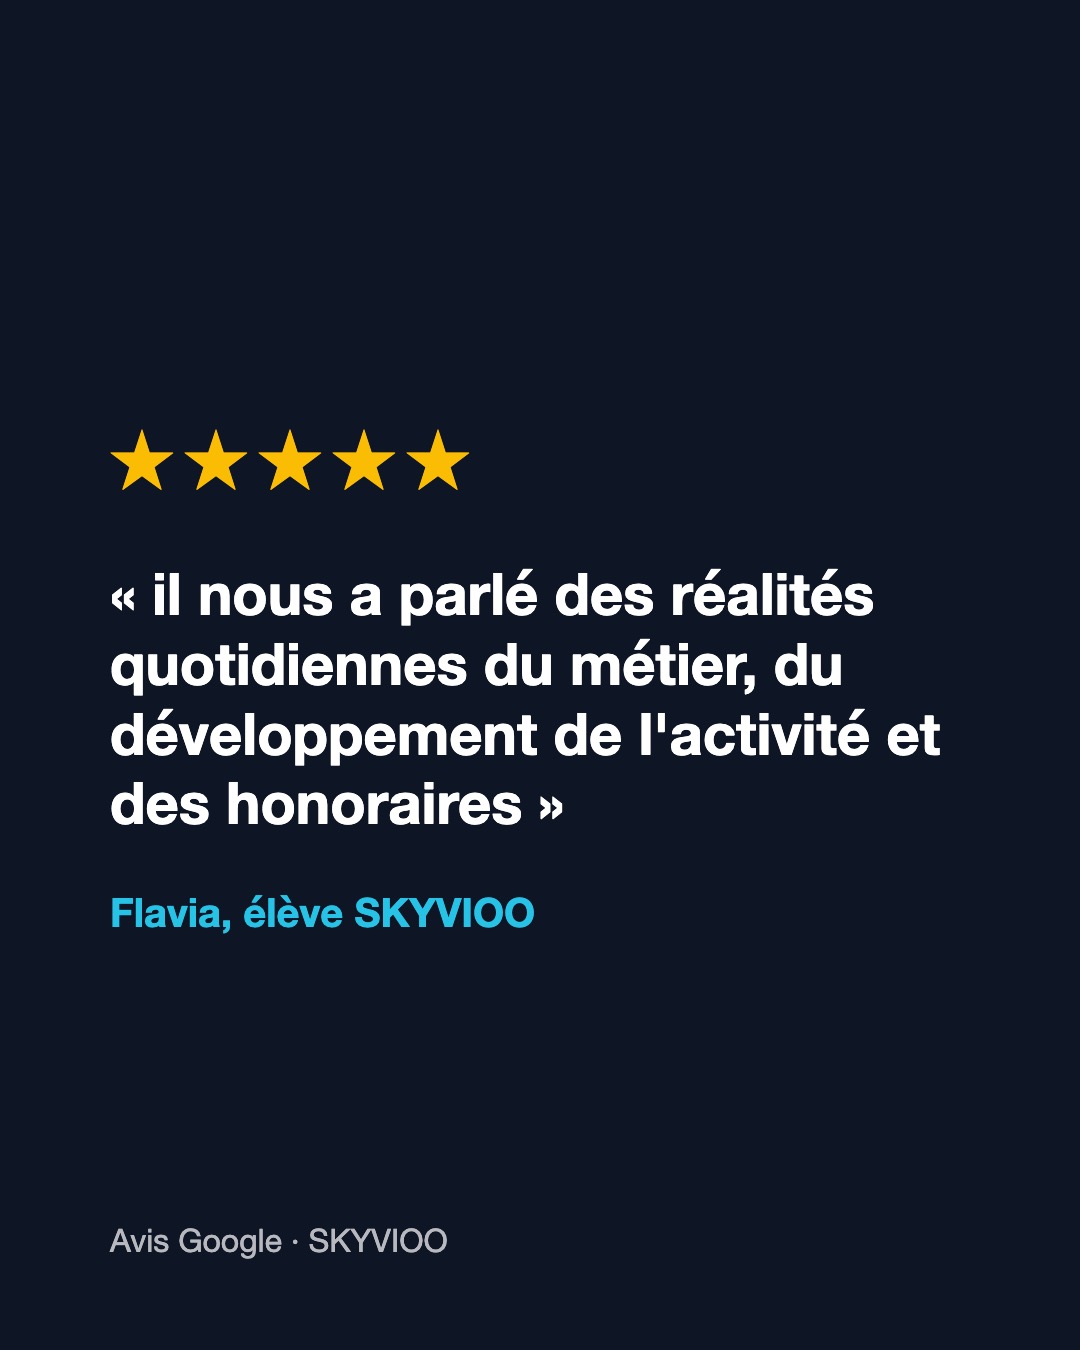 ★★★★★
« il nous a parlé des réalités
quotidiennes du métier, du
développement de l'activité et
des honoraires »
Flavia, élève SKYVIOO
Avis Google · SKYVIOO